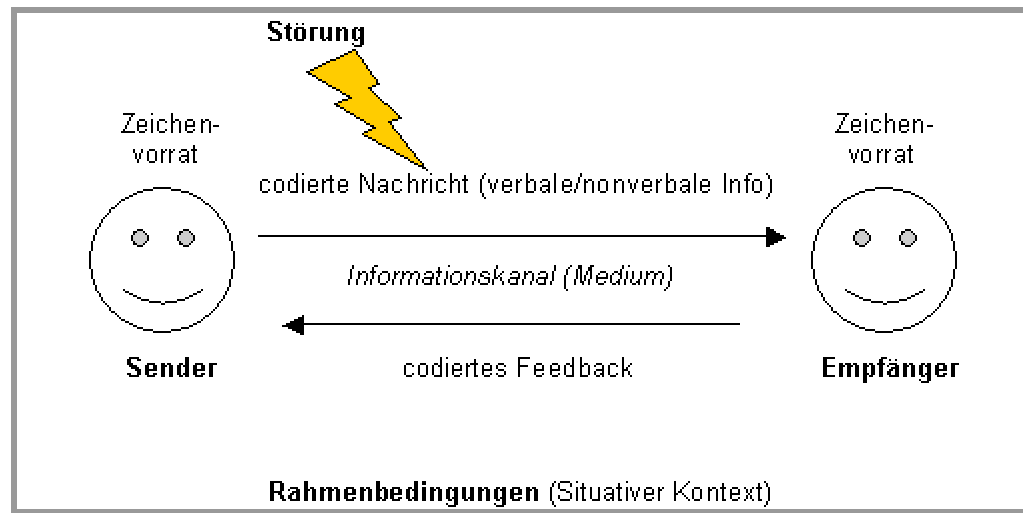 Störung
Zeichen-
vorrat
Zeichen-
vorrat
codierte Nachricht (verbale/nonverbale Info)
Informationskanal (Medium)
Sender
codiertes Feedback
Empfänger
Rahmenbedingungen (Situativer Kontext)